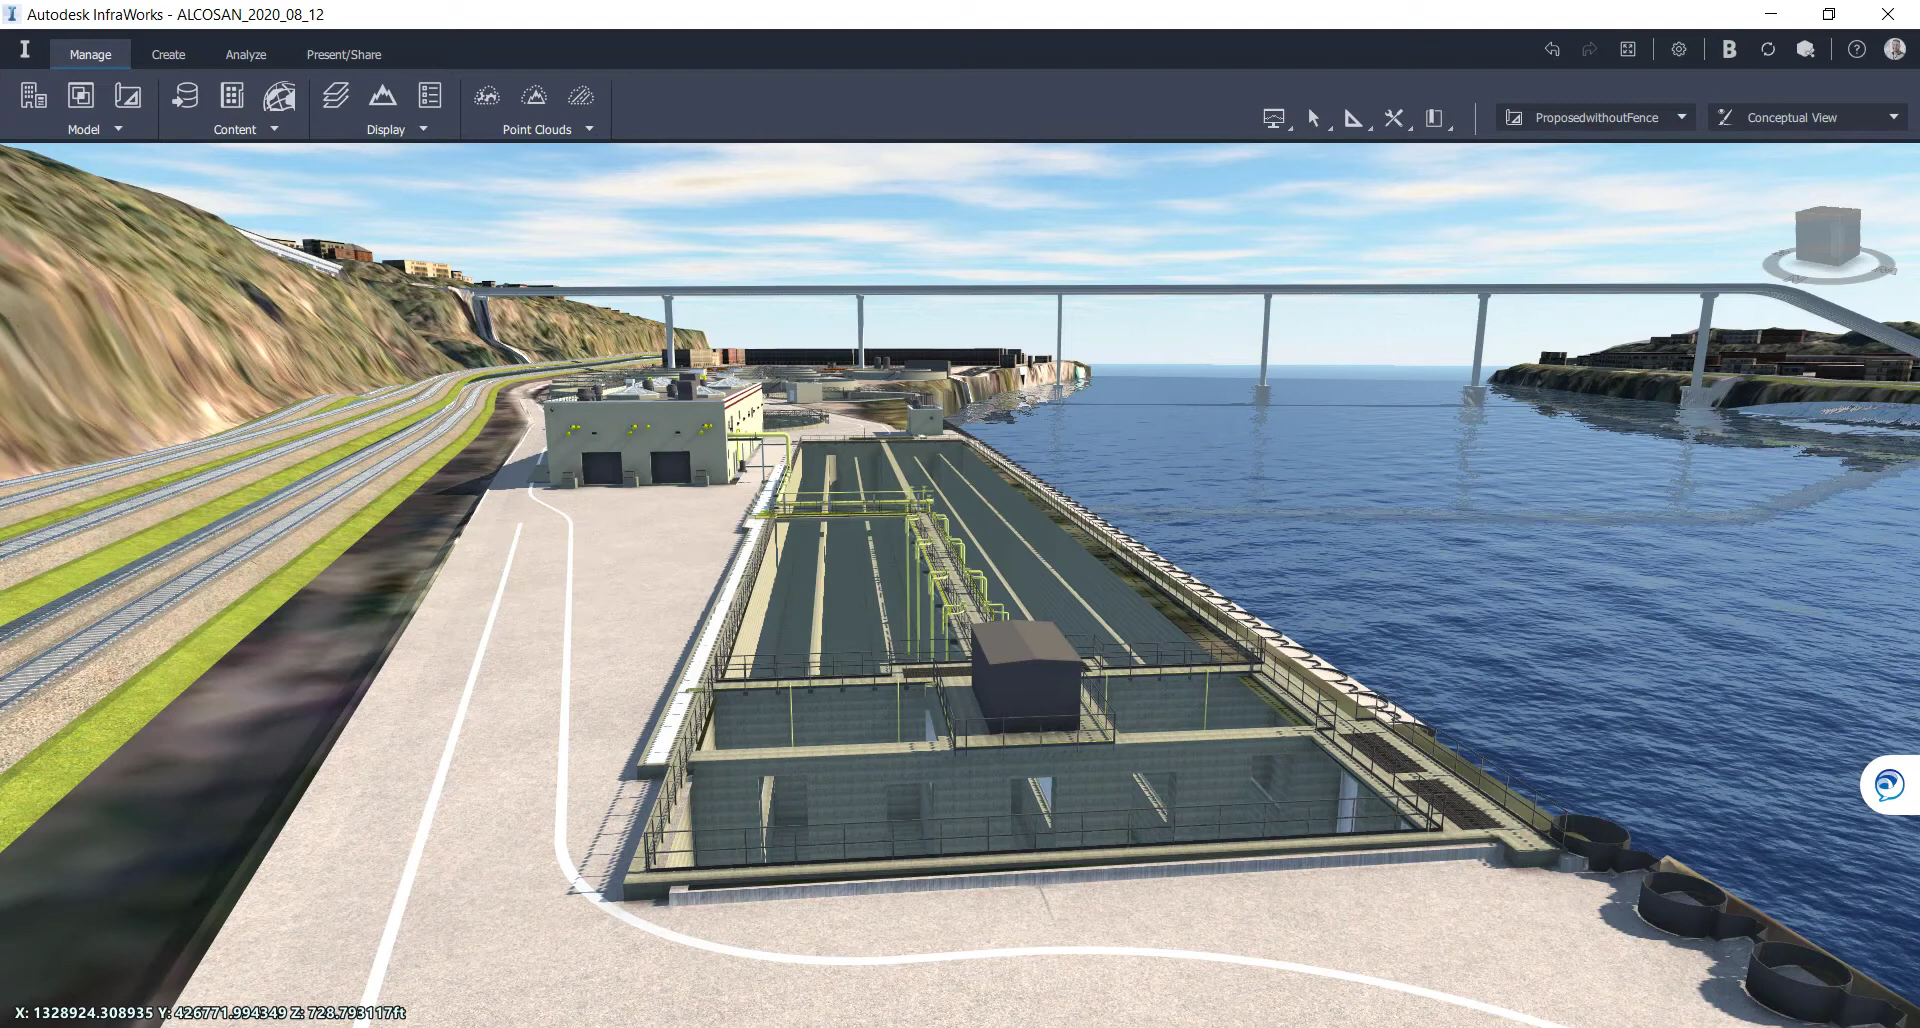 Autodesk InfraWorks - ALCOSAN_2020_08_12
Manage Create Analyze Present/Share
Model Content Display Point Clouds
ProposedwithoutFence Conceptual View
X: 1328924.308935 Y: 426771.994349 Z: 728.793117ft